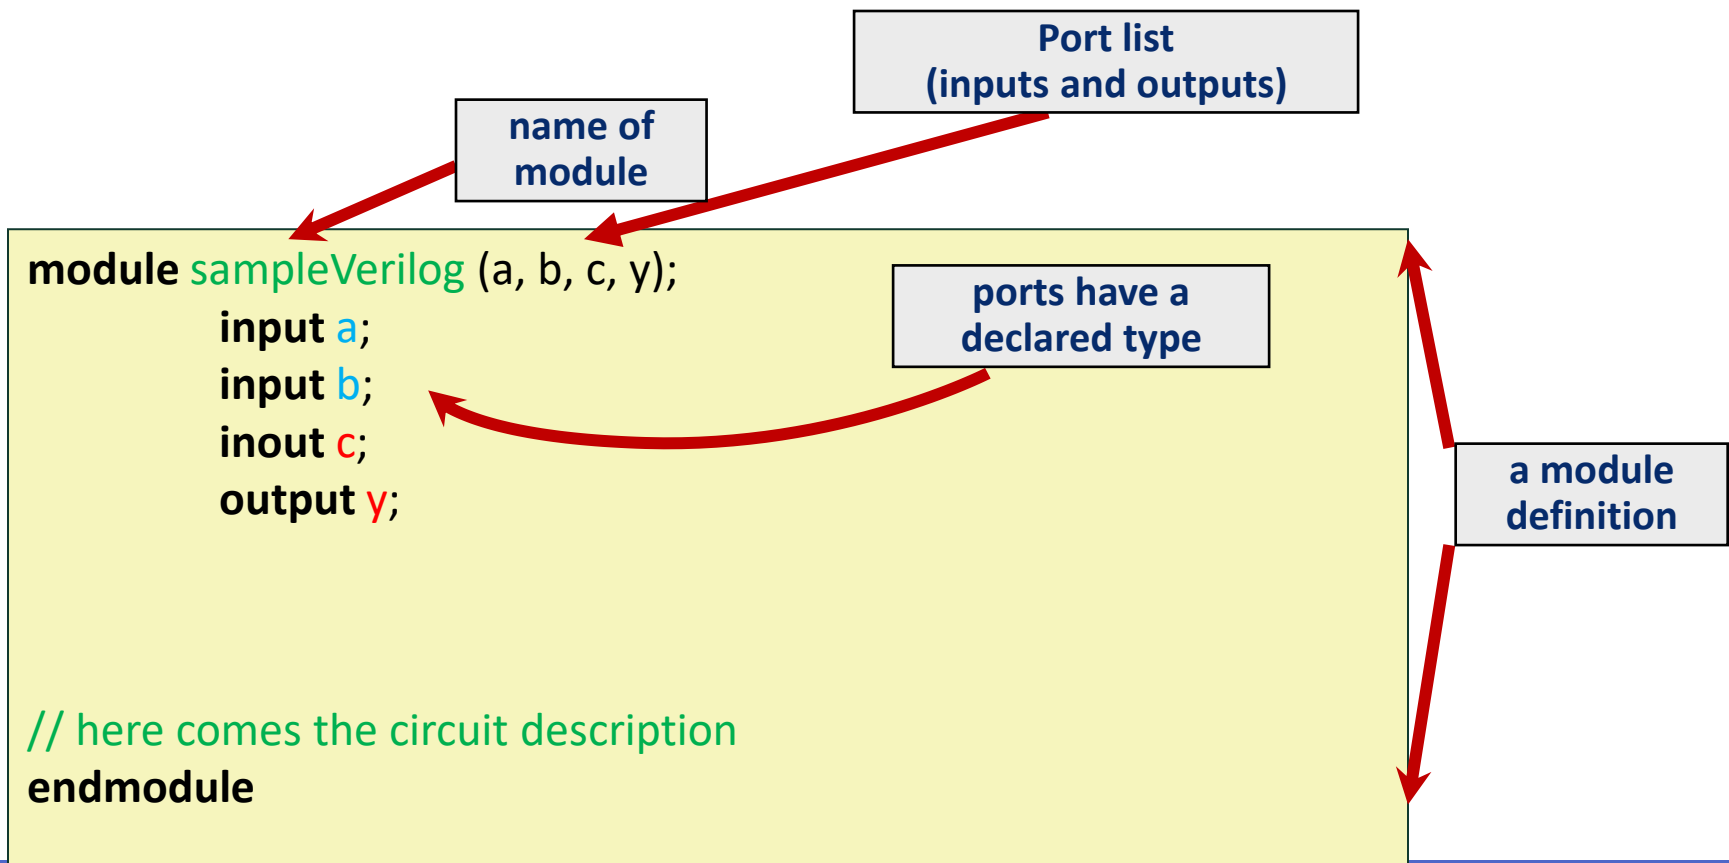 Port list
(inputs and outputs)
name of
module
module sampleVerilog (a, b, c, y);
ports have a
declared type
input a;
input b;
inout c;
output y;
a module
definition
// here comes the circuit description
endmodule